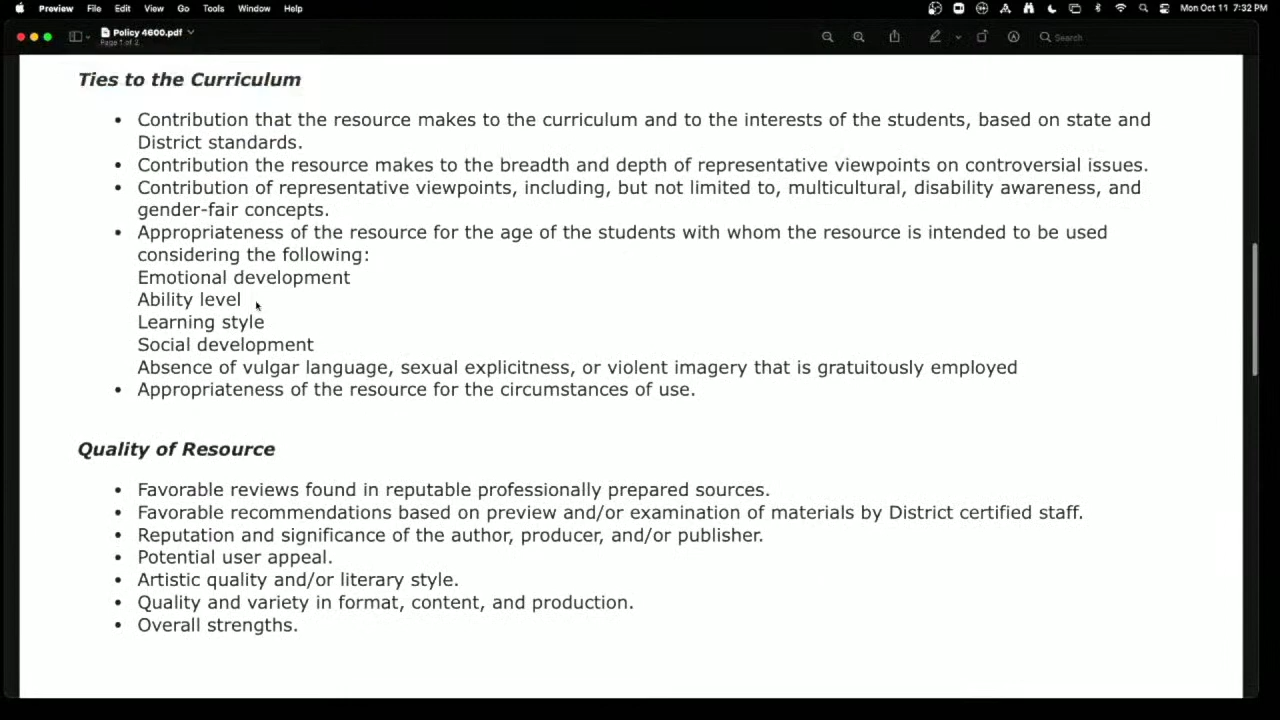 Preview File Edit View Go Tools Window Help Mon Oct 11 7:32 PM
Policy 4600.pdf
Page 1 of 2
Search
Ties to the Curriculum
• Contribution that the resource makes to the curriculum and to the interests of the students, based on state and
District standards.
• Contribution the resource makes to the breadth and depth of representative viewpoints on controversial issues.
• Contribution of representative viewpoints, including, but not limited to, multicultural, disability awareness, and
gender-fair concepts.
• Appropriateness of the resource for the age of the students with whom the resource is intended to be used
considering the following:
Emotional development
Ability level
Learning style
Social development
Absence of vulgar language, sexual explicitness, or violent imagery that is gratuitously employed
• Appropriateness of the resource for the circumstances of use.
Quality of Resource
• Favorable reviews found in reputable professionally prepared sources.
• Favorable recommendations based on preview and/or examination of materials by District certified staff.
• Reputation and significance of the author, producer, and/or publisher.
• Potential user appeal.
• Artistic quality and/or literary style.
• Quality and variety in format, content, and production.
• Overall strengths.